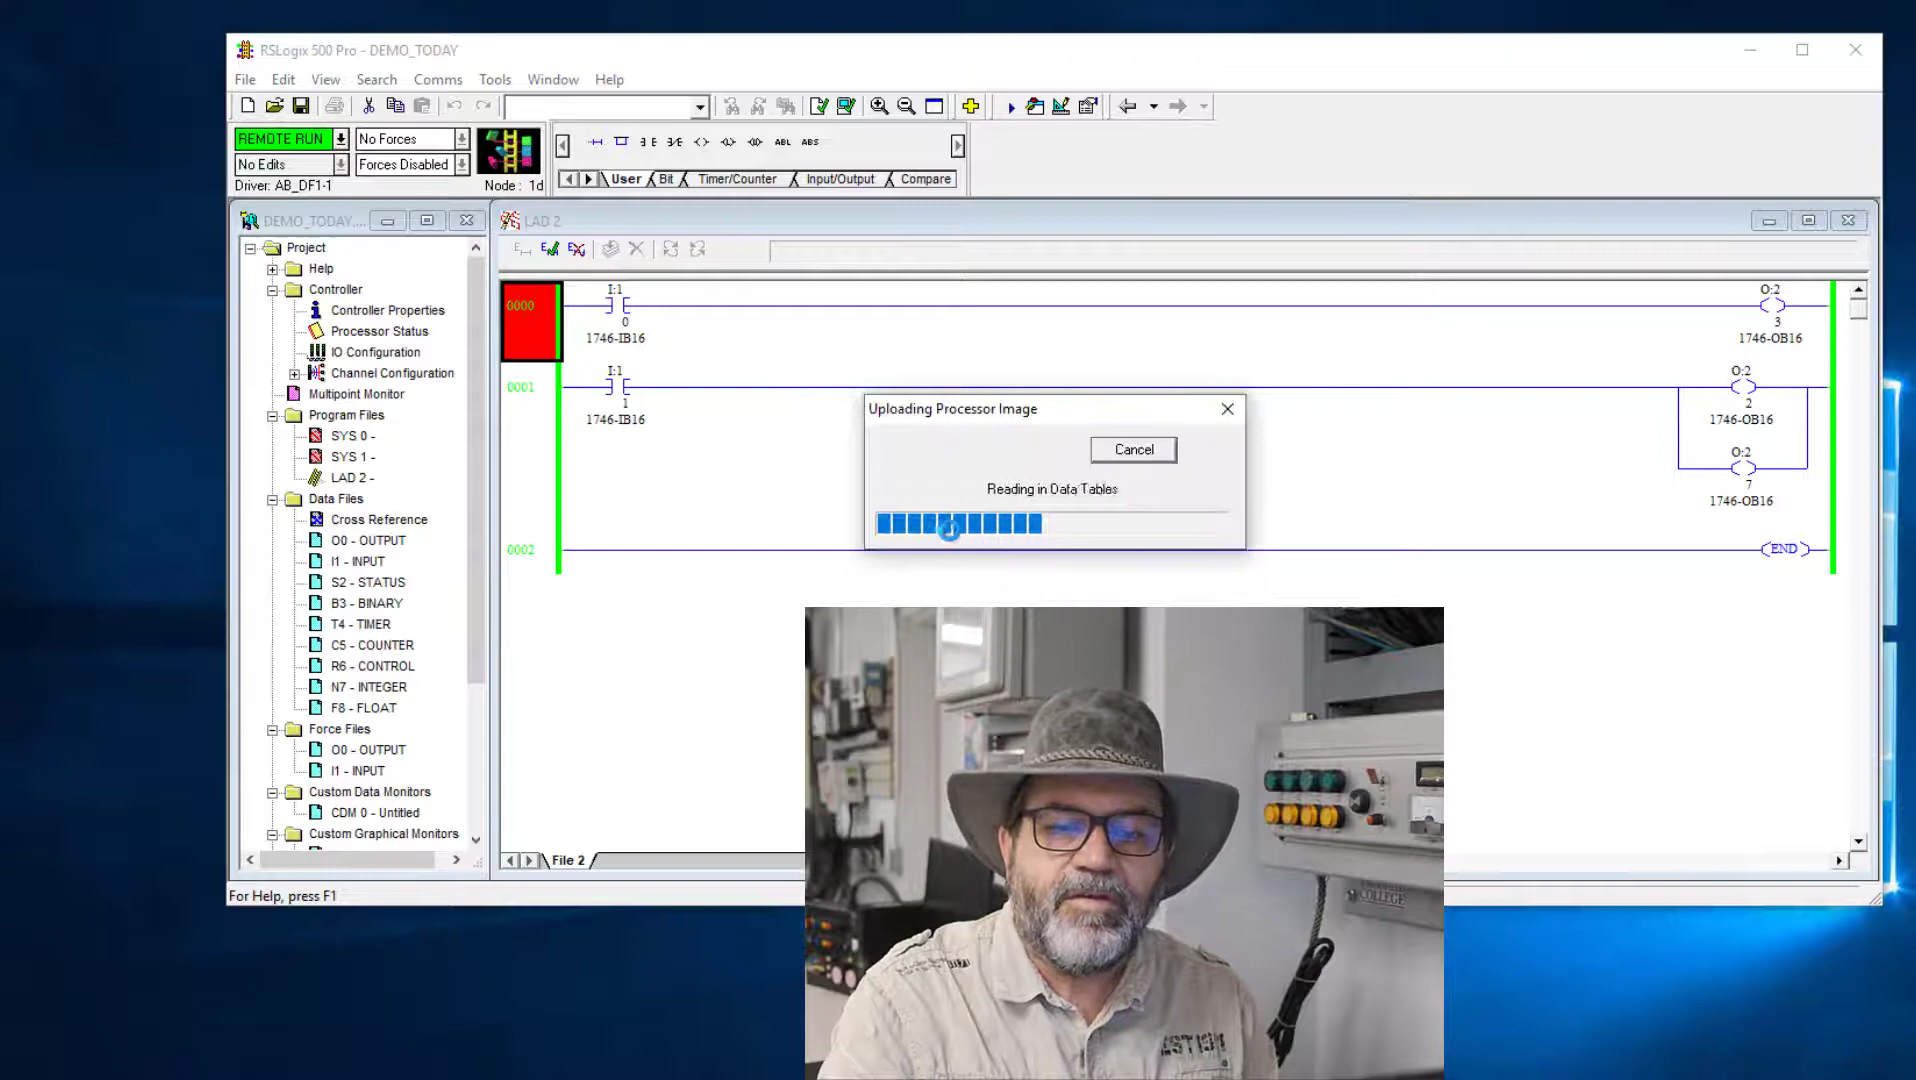 RSLogix 500 Pro - DEMO_TODAY
File Edit View Search Comms Tools Window Help
REMOTE RUN No Forces
No Edits Forces Disabled
Driver: AB_DF1-1 Node: 1d
ABL ABS
User Bit Timer/Counter Input/Output Compare
DEMO_TODAY....
Project
Help
Controller
Controller Properties
Processor Status
IO Configuration
Channel Configuration
Multipoint Monitor
Program Files
SYS 0 -
SYS 1 -
LAD 2 -
Data Files
Cross Reference
O0 - OUTPUT
I1 - INPUT
S2 - STATUS
B3 - BINARY
T4 - TIMER
C5 - COUNTER
R6 - CONTROL
N7 - INTEGER
F8 - FLOAT
Force Files
O0 - OUTPUT
I1 - INPUT
Custom Data Monitors
CDM 0 - Untitled
Custom Graphical Monitors
LAD 2
0000
I:1
0
1746-IB16
O:2
3
1746-OB16
0001
I:1
1
1746-IB16
O:2
2
1746-OB16
O:2
7
1746-OB16
0002
END
Uploading Processor Image
Cancel
Reading in Data Tables
File 2
For Help, press F1
COLLEGE